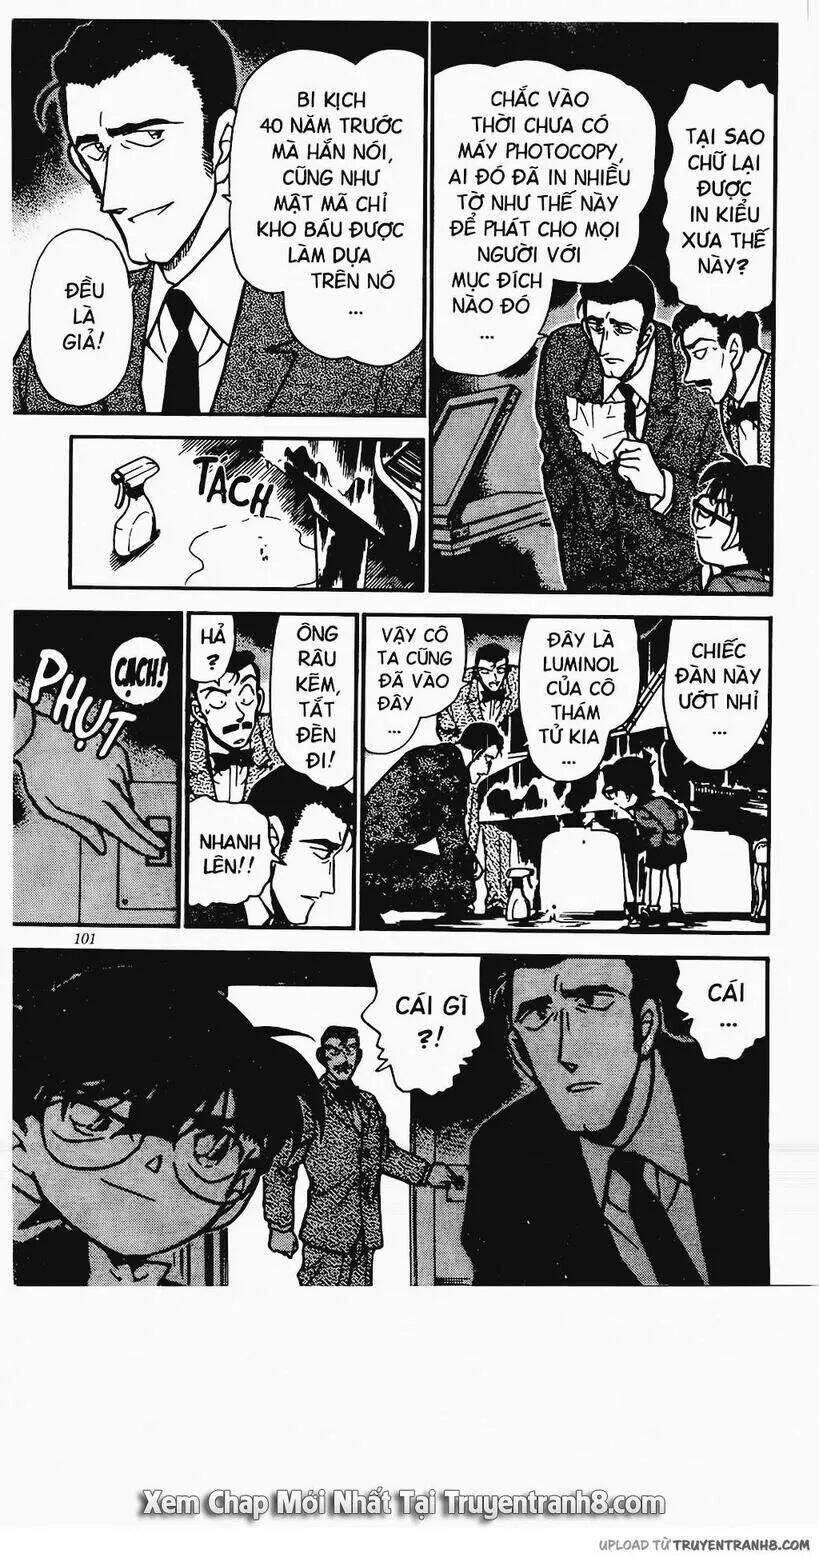 TẠI SAO
CHỮ LẠI
ĐƯỢC
IN KIỂU
XƯA THẾ
NÀY?
CHẮC VÀO
THỜI CHƯA CÓ
MÁY PHOTOCOPY,
AI ĐÓ ĐÃ IN NHIỀU
TỜ NHƯ THẾ NÀY
ĐỂ PHÁT CHO MỌI
NGƯỜI VỚI
MỤC ĐÍCH
NÀO ĐÓ
...
BI KỊCH
40 NĂM TRƯỚC
MÀ HẮN NÓI,
CŨNG NHƯ
MẬT MÃ CHỈ
KHO BÁU ĐƯỢC
LÀM DỰA
TRÊN NÓ
...
ĐỀU
LÀ
GIẢ!
TÁCH
CHIẾC
ĐÀN NÀY
ƯỚT NHỈ
...
ĐÂY LÀ
LUMINOL
CỦA CÔ
THÁM
TỬ KIA
...
VẬY CÔ
TA CŨNG
ĐÃ VÀO
ĐÂY
...
ÔNG
RÂU
KẼM,
TẮT
ĐÈN
ĐI!
HẢ
?
NHANH
LÊN!!
CẠCH!
PHỤT
101
CÁI
...
CÁI GÌ
?!
Xem Chap Mới Nhất Tại Truyentranh8.com
UPLOAD TỪ TRUYENTRANH8.COM